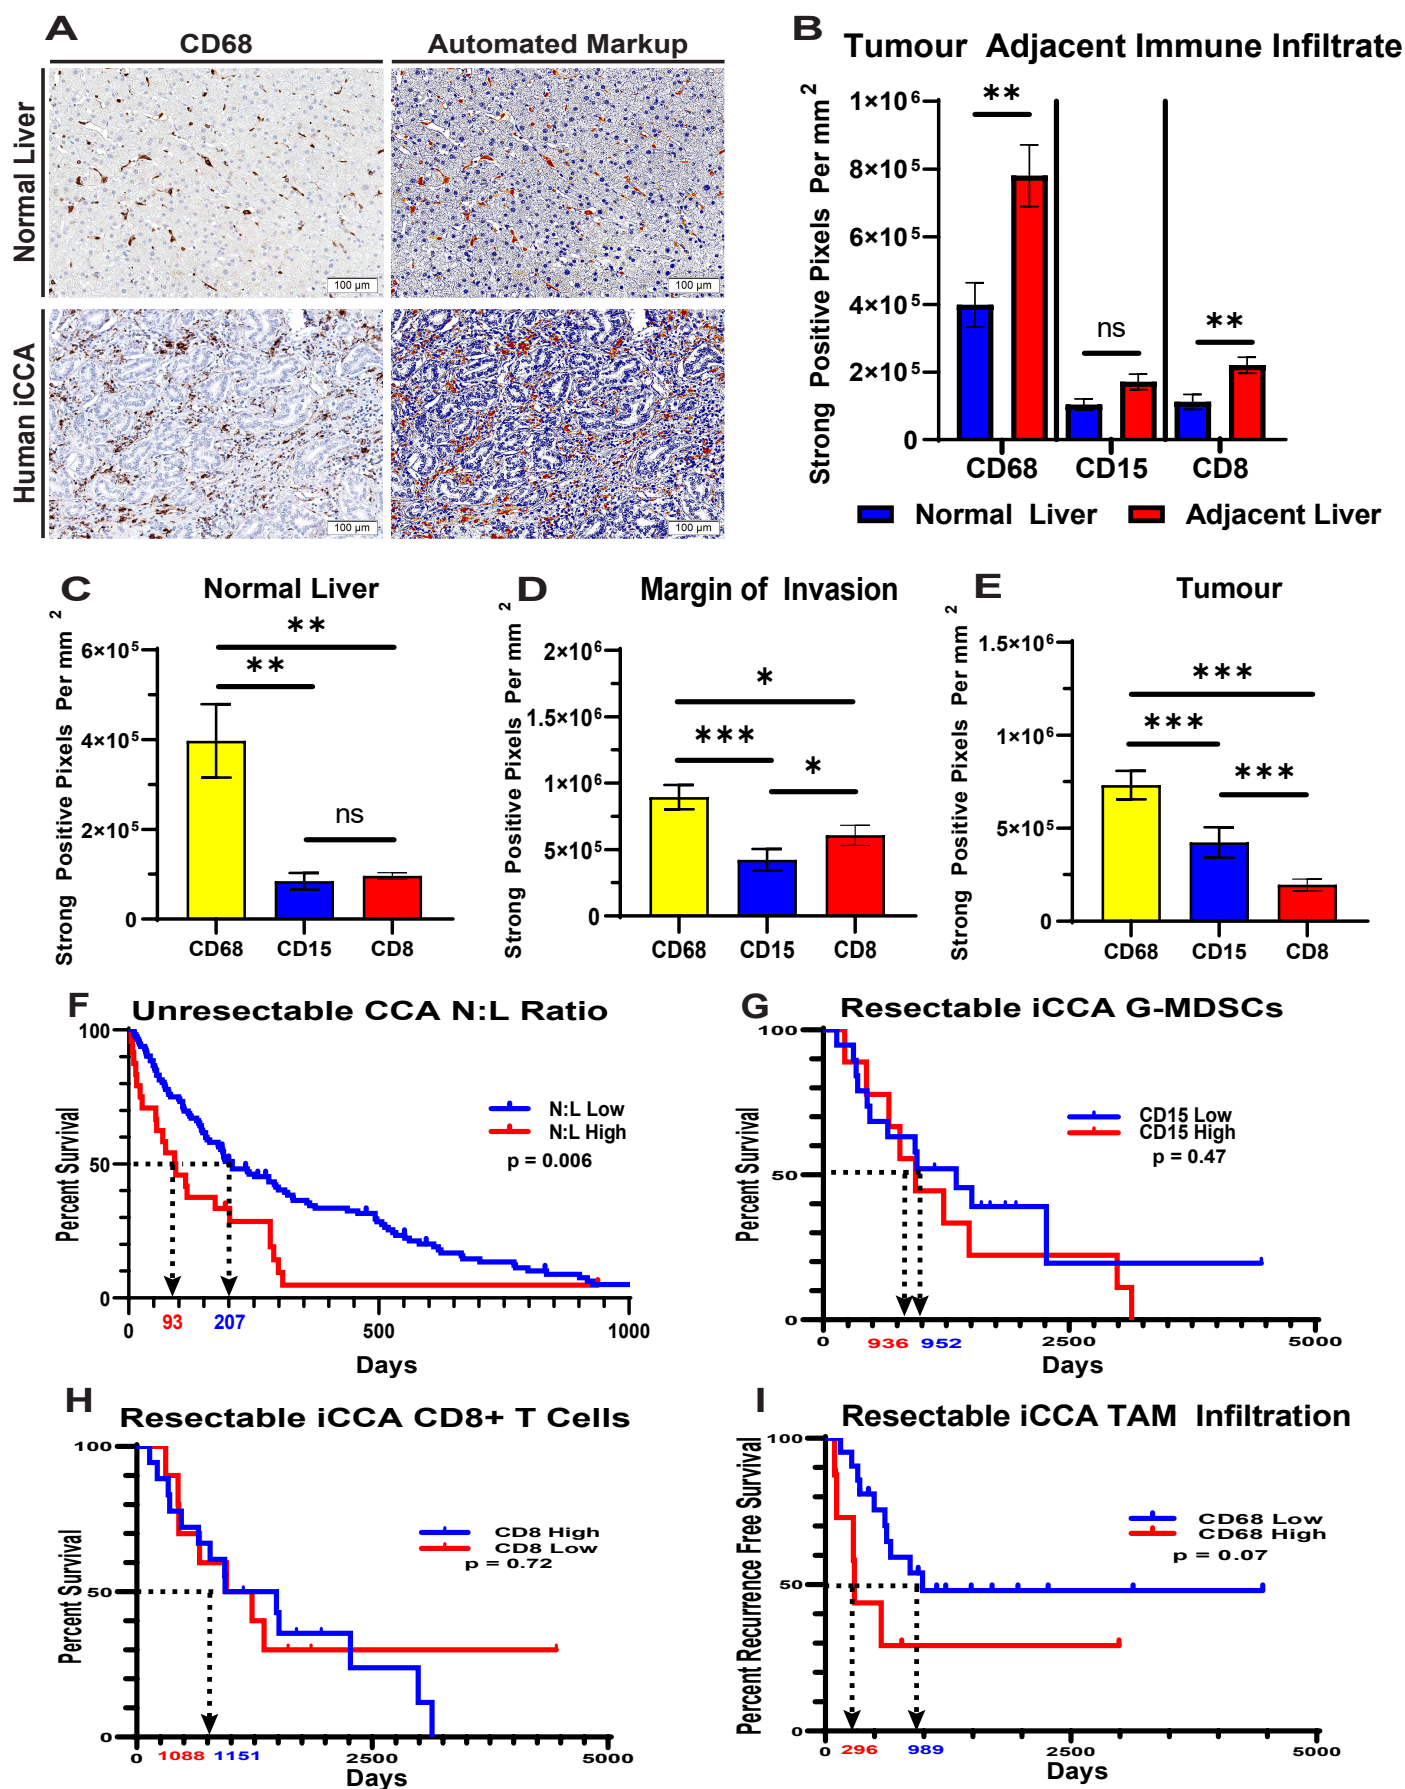 A
CD68
Automated Markup
Normal Liver
100 µm
100 µm
Human iCCA
100 µm
100 µm
B
Tumour Adjacent Immune Infiltrate
Strong Positive Pixels Per mm²
1×10⁶
8×10⁵
6×10⁵
4×10⁵
2×10⁵
0
**
ns
**
CD68
CD15
CD8
Normal Liver
Adjacent Liver
C
Normal Liver
Strong Positive Pixels Per mm²
6×10⁵
4×10⁵
2×10⁵
0
**
**
ns
CD68
CD15
CD8
D
Margin of Invasion
Strong Positive Pixels Per mm²
2×10⁶
1.5×10⁶
1×10⁶
5×10⁵
0
*
***
*
CD68
CD15
CD8
E
Tumour
Strong Positive Pixels Per mm²
1.5×10⁶
1×10⁶
5×10⁵
0
***
***
***
CD68
CD15
CD8
F
Unresectable CCA N:L Ratio
Percent Survival
100
50
0
N:L Low
N:L High
p = 0.006
0
93
207
500
1000
Days
G
Resectable iCCA G-MDSCs
Percent Survival
100
50
0
CD15 Low
CD15 High
p = 0.47
0
936
952
2500
5000
Days
H
Resectable iCCA CD8+ T Cells
Percent Survival
100
50
0
CD8 High
CD8 Low
p = 0.72
0
1088
1151
2500
5000
Days
I
Resectable iCCA TAM Infiltration
Percent Recurrence Free Survival
100
50
0
CD68 Low
CD68 High
p = 0.07
0
296
989
2500
5000
Days